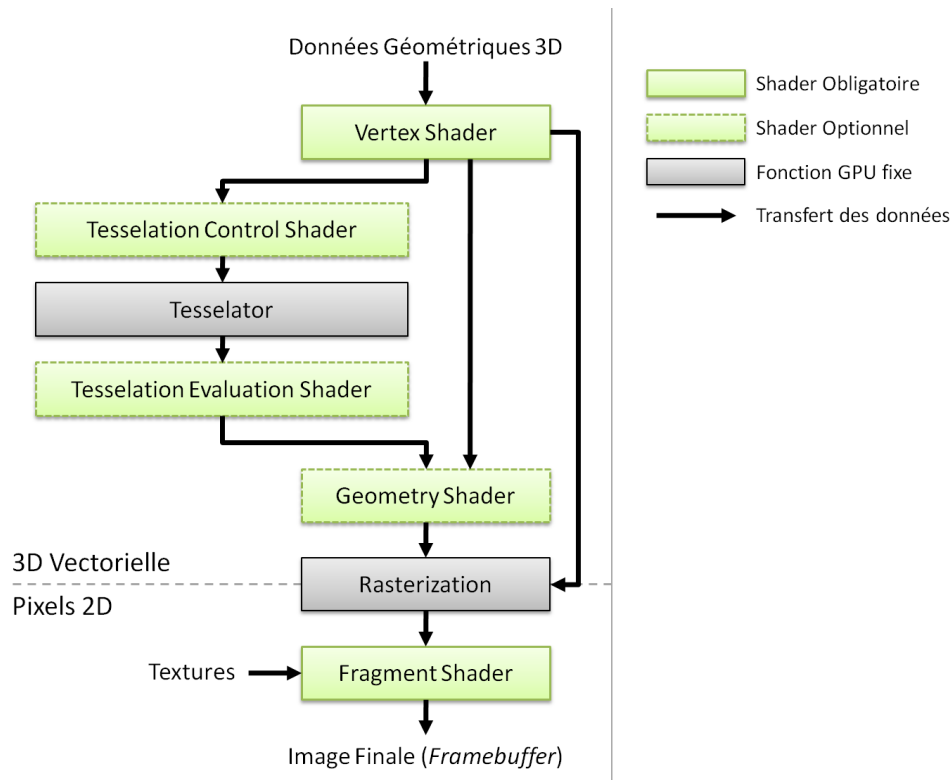 Données Géométriques 3D
Vertex Shader
Tesselation Control Shader
Tesselator
Tesselation Evaluation Shader
Geometry Shader
3D Vectorielle
Rasterization
Pixels 2D
Textures
Fragment Shader
Image Finale (Framebuffer)
Shader Obligatoire
Shader Optionnel
Fonction GPU fixe
Transfert des données